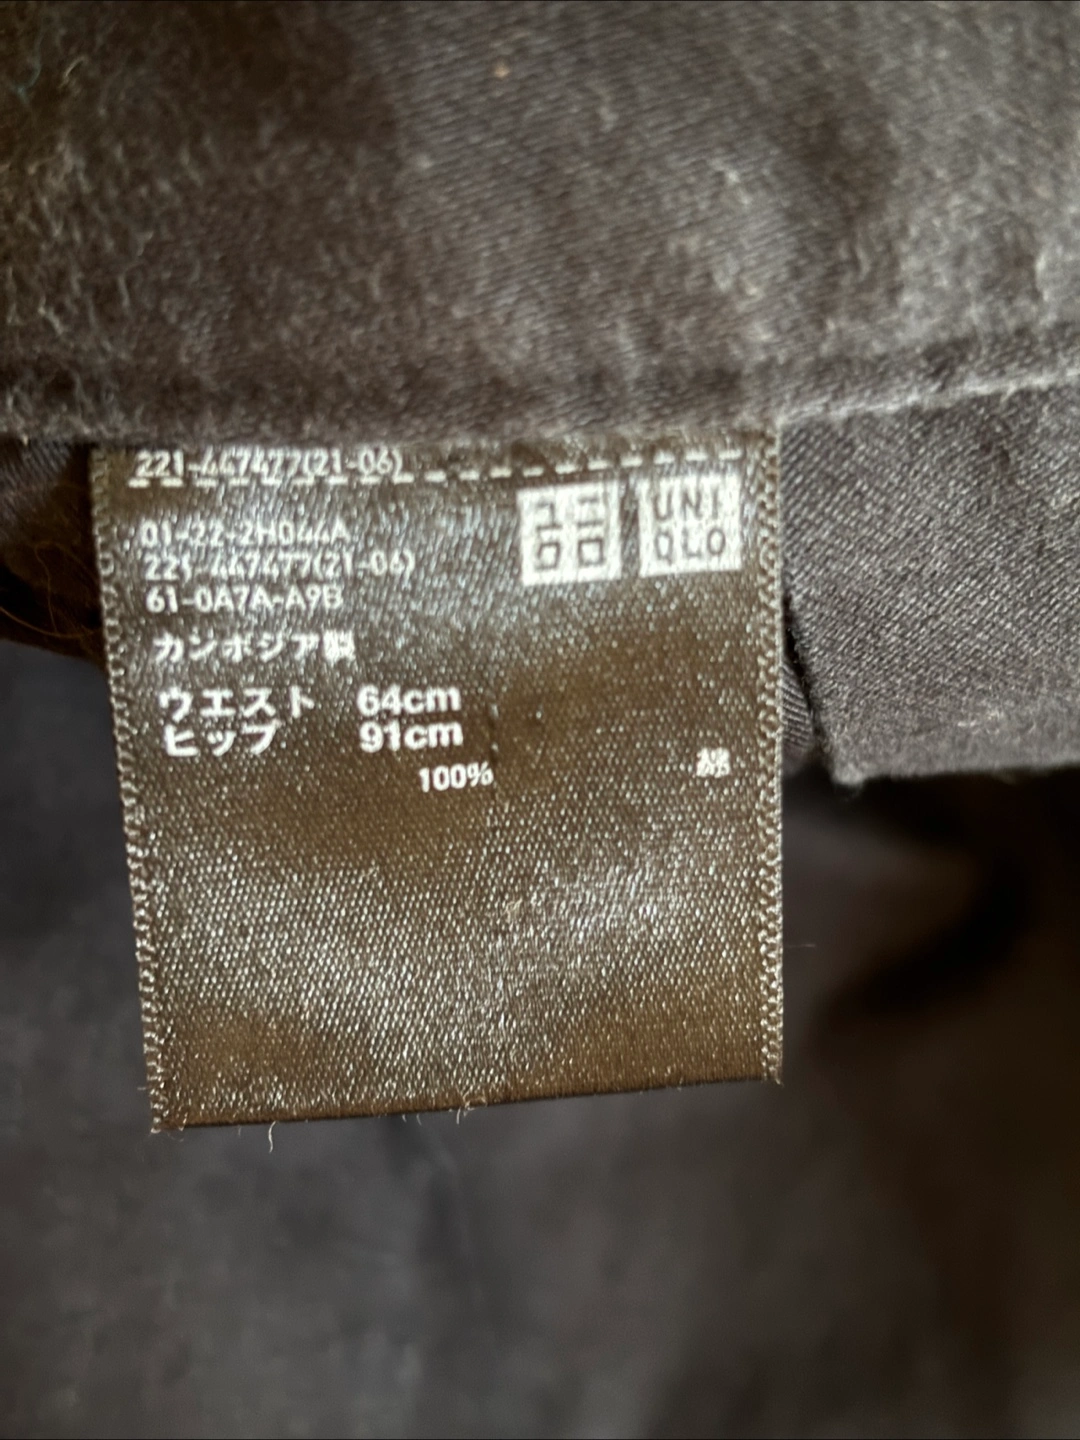 221-447477(21-06)
ユニ
クロ
UNI
QLO
01-22-2H044A
221-447477(21-06)
61-0A7A-A9B
カンボジア製
ウエスト 64cm
ヒップ 91cm
100% 綿